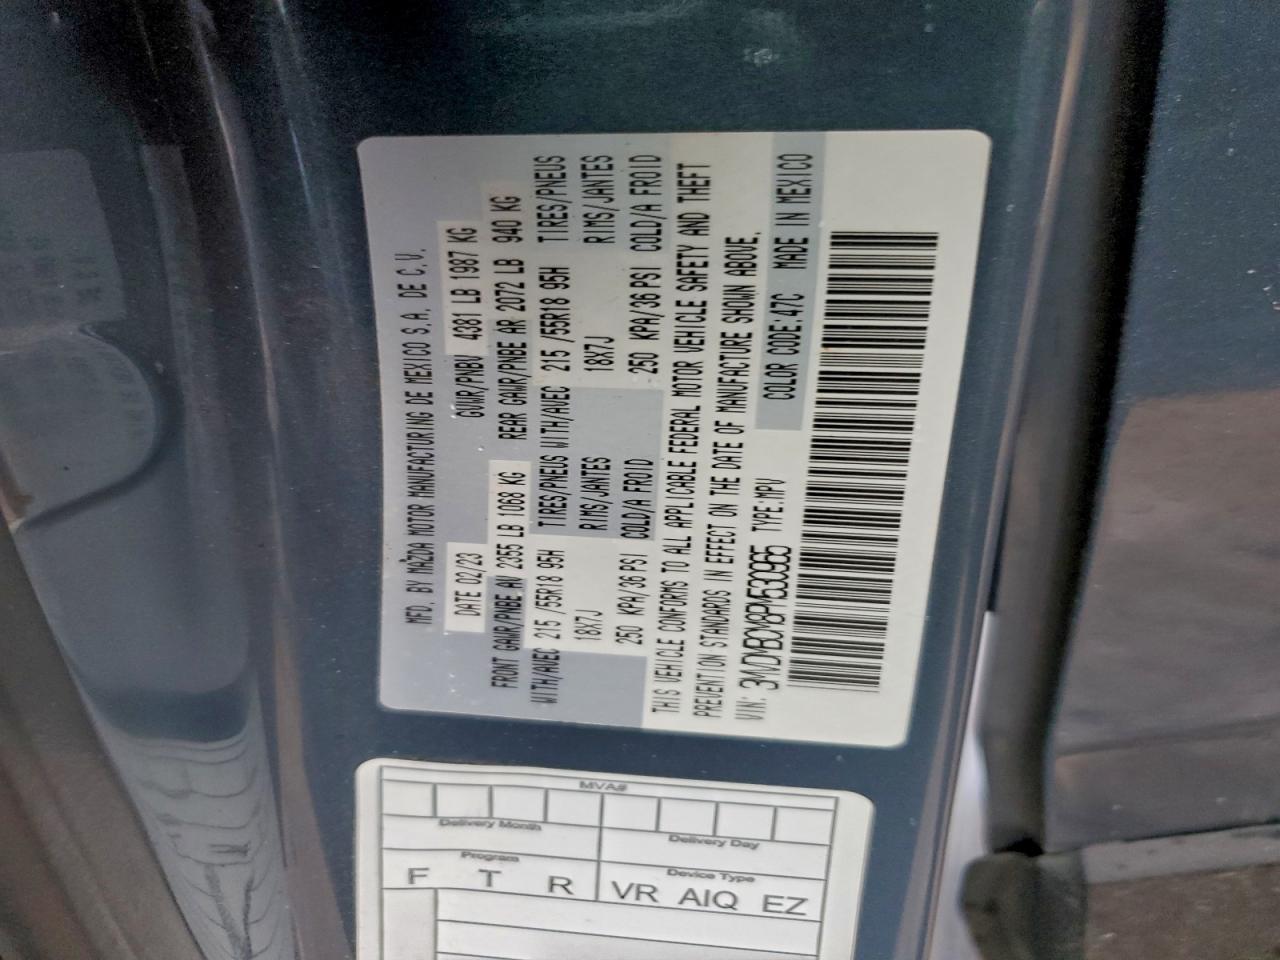 MFD. BY MAZDA MOTOR MANUFACTURING DE MEXICO S.A. DE C.V.
DATE 02/23 GVWR/PNBV 4381 LB 1987 KG
FRONT GAWR/PNBE AV 2355 LB 1068 KG REAR GAWR/PNBE AR 2072 LB 940 KG
WITH/AVEC 215 /55R18 95H TIRES/PNEUS WITH/AVEC 215 /55R18 95H TIRES/PNEUS
18X7J RIMS/JANTES 18X7J RIMS/JANTES
250 KPA/36 PSI COLD/A FROID 250 KPA/36 PSI COLD/A FROID
THIS VEHICLE CONFORMS TO ALL APPLICABLE FEDERAL MOTOR VEHICLE SAFETY AND THEFT
PREVENTION STANDARDS IN EFFECT ON THE DATE OF MANUFACTURE SHOWN ABOVE.
VIN: TYPE:MPV COLOR CODE:47C MADE IN MEXICO
MVA#
Delivery Month Delivery Day
Program Device Type
F T R VR AIQ EZ